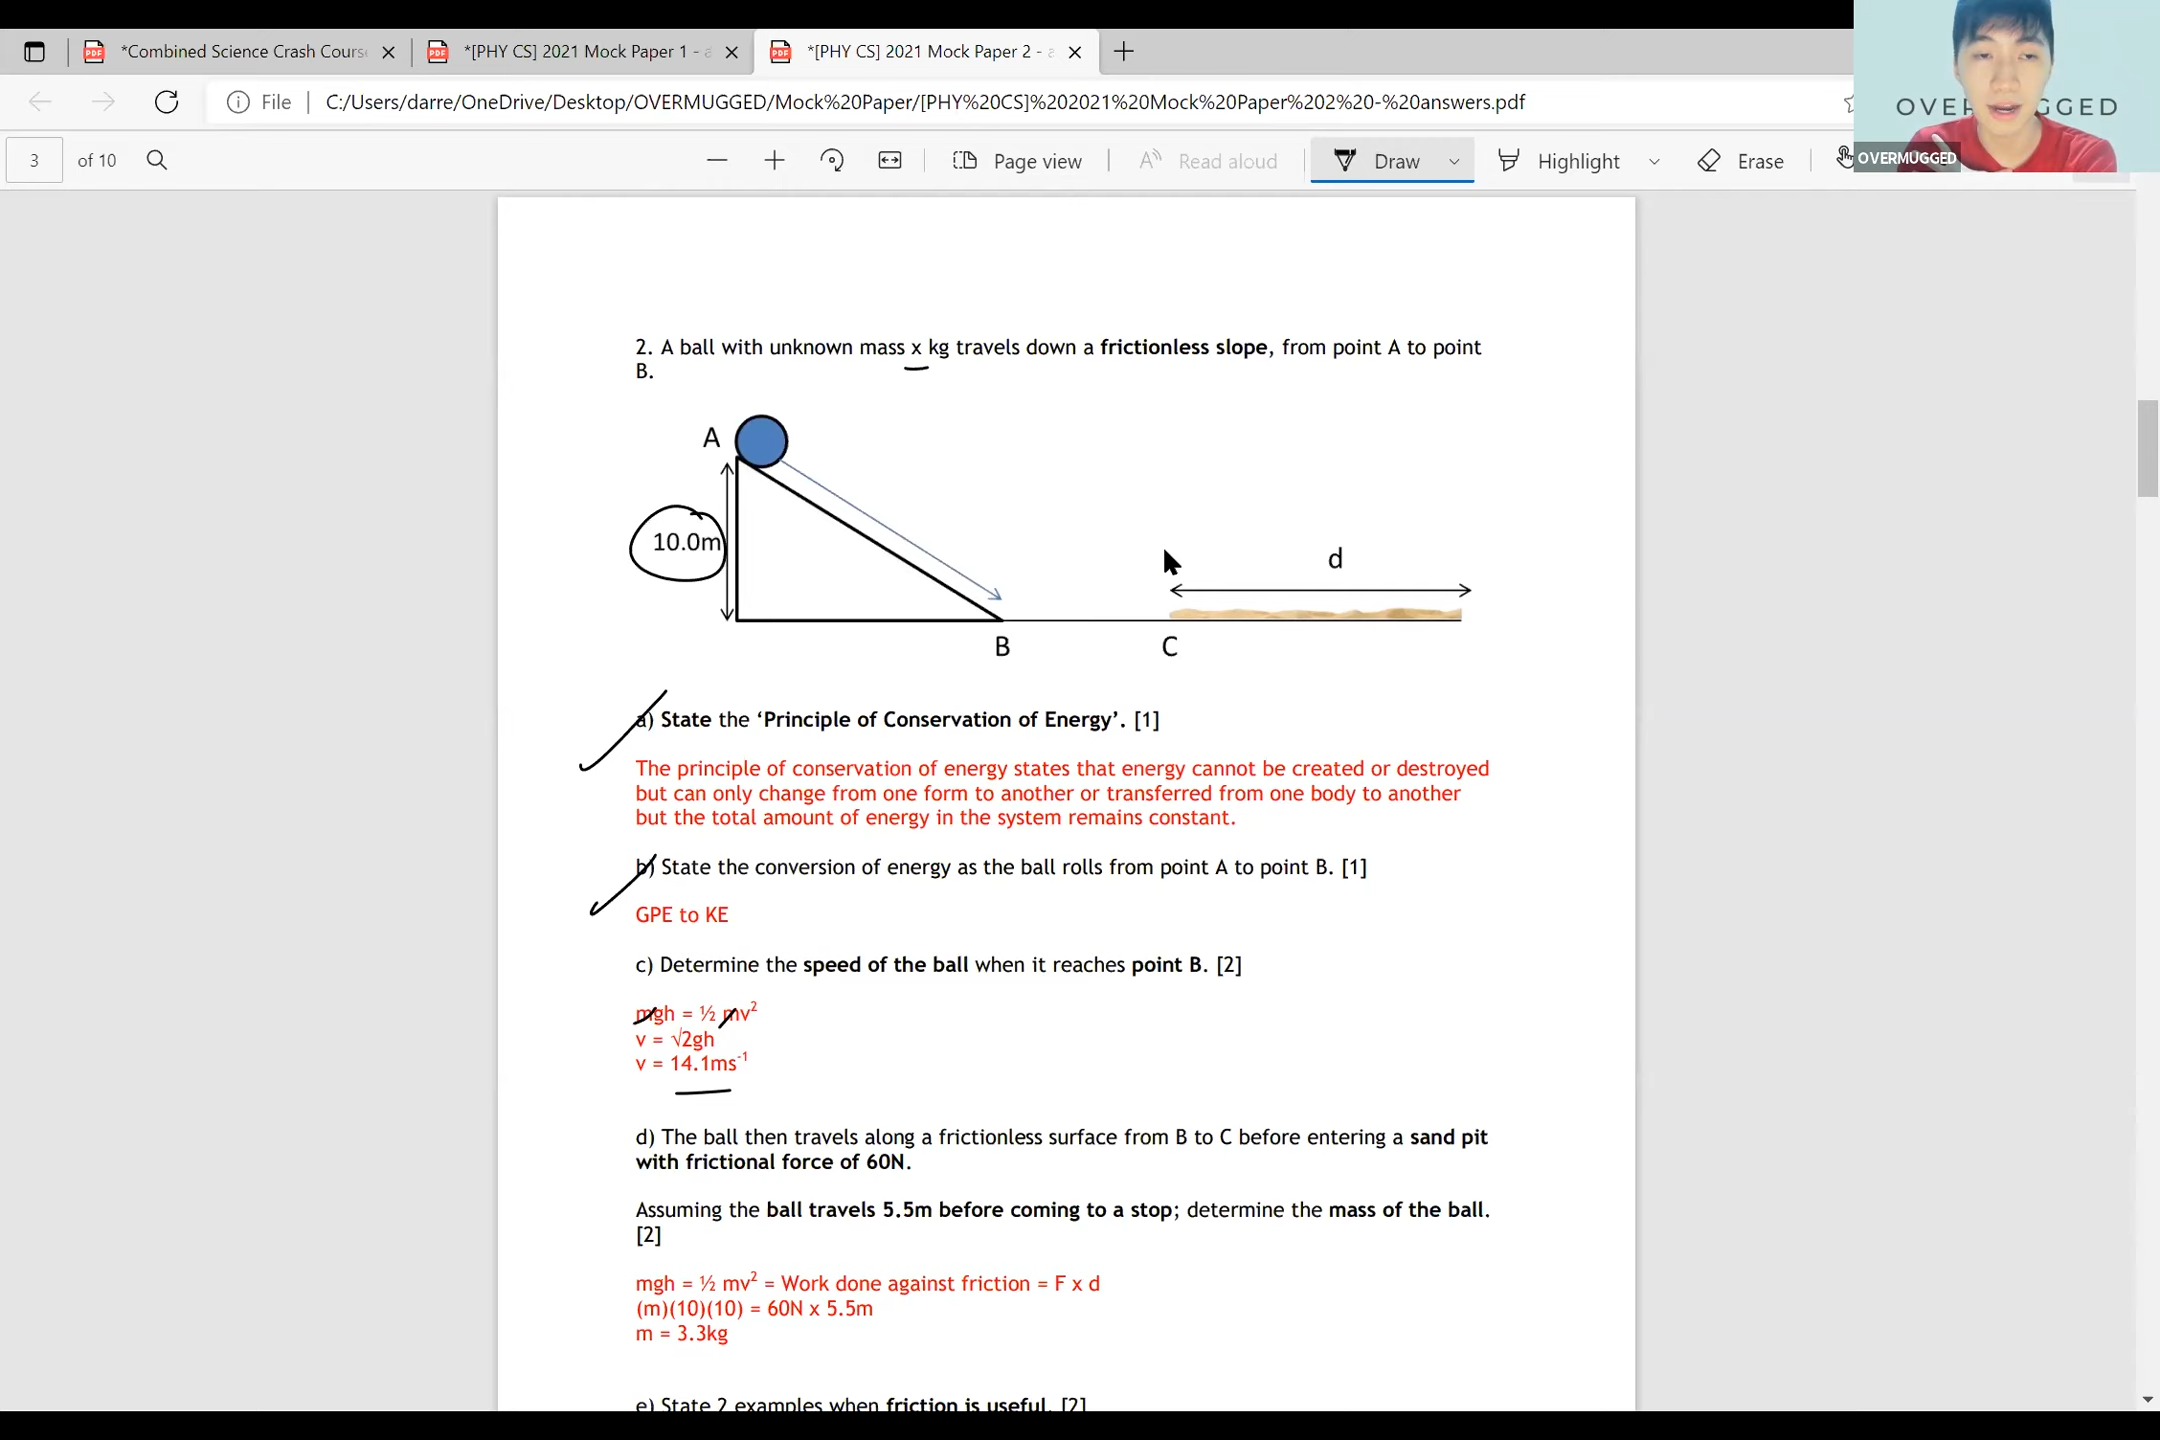 *Combined Science Crash Cours
*[PHY CS] 2021 Mock Paper 1 - a
*[PHY CS] 2021 Mock Paper 2 - a
File
C:/Users/darre/OneDrive/Desktop/OVERMUGGED/Mock%20Paper/[PHY%20CS]%202021%20Mock%20Paper%202%20-%20answers.pdf
3 of 10
Page view
Read aloud
Draw
Highlight
Erase
OVERMUGGED
2. A ball with unknown mass x kg travels down a frictionless slope, from point A to point
B.
A
10.0m
d
B
C
a) State the ‘Principle of Conservation of Energy’. [1]
The principle of conservation of energy states that energy cannot be created or destroyed
but can only change from one form to another or transferred from one body to another
but the total amount of energy in the system remains constant.
b) State the conversion of energy as the ball rolls from point A to point B. [1]
GPE to KE
c) Determine the speed of the ball when it reaches point B. [2]
mgh = ½ mv²
v = √2gh
v = 14.1ms⁻¹
d) The ball then travels along a frictionless surface from B to C before entering a sand pit
with frictional force of 60N.
Assuming the ball travels 5.5m before coming to a stop; determine the mass of the ball.
[2]
mgh = ½ mv² = Work done against friction = F x d
(m)(10)(10) = 60N x 5.5m
m = 3.3kg
e) State 2 examples when friction is useful. [2]